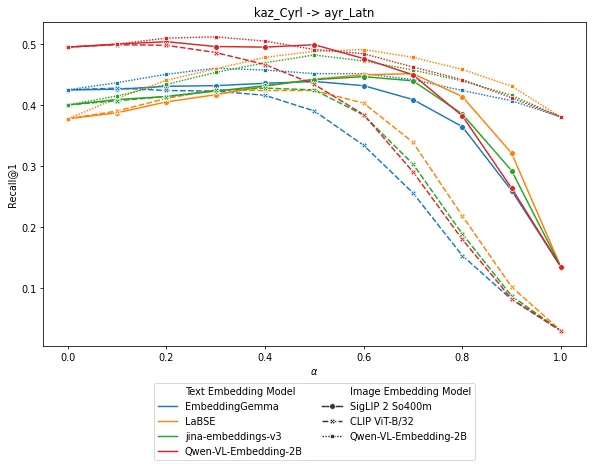 kaz_Cyrl -> ayr_Latn
Recall@1
0.5
0.4
0.3
0.2
0.1
0.0 0.2 0.4 0.6 0.8 1.0
α
Text Embedding Model Image Embedding Model
EmbeddingGemma SigLIP 2 So400m
LaBSE CLIP ViT-B/32
jina-embeddings-v3 Qwen-VL-Embedding-2B
Qwen-VL-Embedding-2B